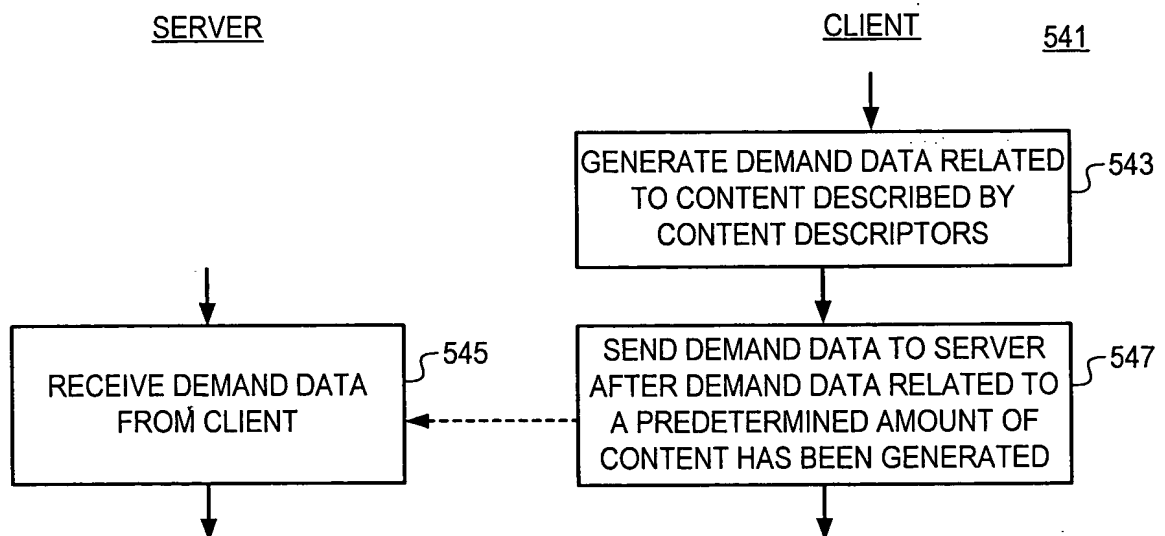 SERVER
CLIENT
541
GENERATE DEMAND DATA RELATED
TO CONTENT DESCRIBED BY
CONTENT DESCRIPTORS
543
RECEIVE DEMAND DATA
FROM CLIENT
545
SEND DEMAND DATA TO SERVER
AFTER DEMAND DATA RELATED TO
A PREDETERMINED AMOUNT OF
CONTENT HAS BEEN GENERATED
547